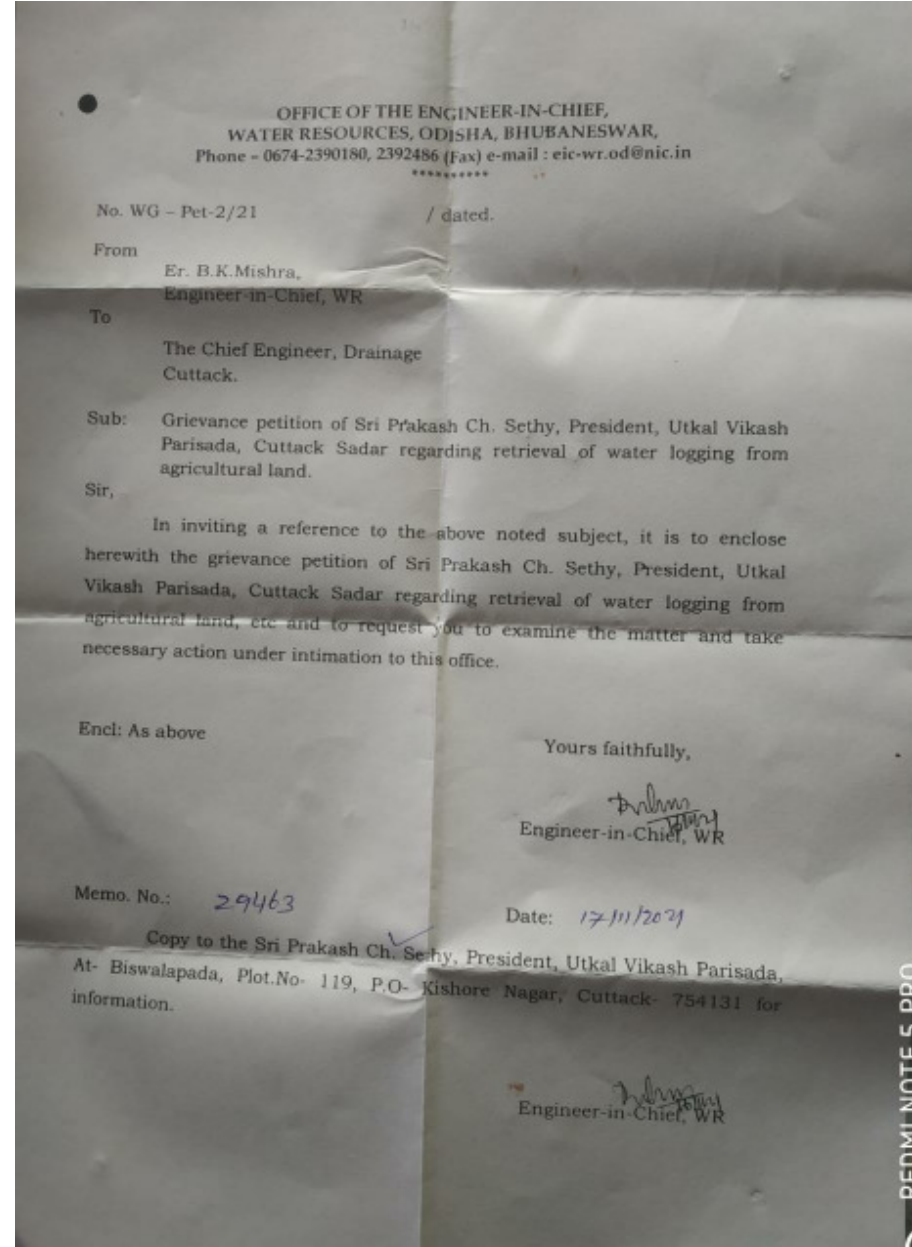 OFFICE OF THE ENGINEER-IN-CHIEF,
WATER RESOURCES, ODISHA, BHUBANESWAR,
Phone – 0674-2390180, 2392486 (Fax) e-mail : eic-wr.od@nic.in
**********
No. WG – Pet-2/21 / dated.
From
Er. B.K.Mishra,
Engineer-in-Chief, WR
To
The Chief Engineer, Drainage
Cuttack.
Sub: Grievance petition of Sri Prakash Ch. Sethy, President, Utkal Vikash
Parisada, Cuttack Sadar regarding retrieval of water logging from
agricultural land.
Sir,
In inviting a reference to the above noted subject, it is to enclose
herewith the grievance petition of Sri Prakash Ch. Sethy, President, Utkal
Vikash Parisada, Cuttack Sadar regarding retrieval of water logging from
agricultural land, etc and to request you to examine the matter and take
necessary action under intimation to this office.
Encl: As above
Yours faithfully,
Engineer-in-Chief, WR
Memo. No.: 29463 Date: 17/11/2021
Copy to the Sri Prakash Ch. Sethy, President, Utkal Vikash Parisada,
At- Biswalapada, Plot.No- 119, P.O- Kishore Nagar, Cuttack- 754131 for
information.
Engineer-in-Chief, WR
REDMI NOTE 5 PRO